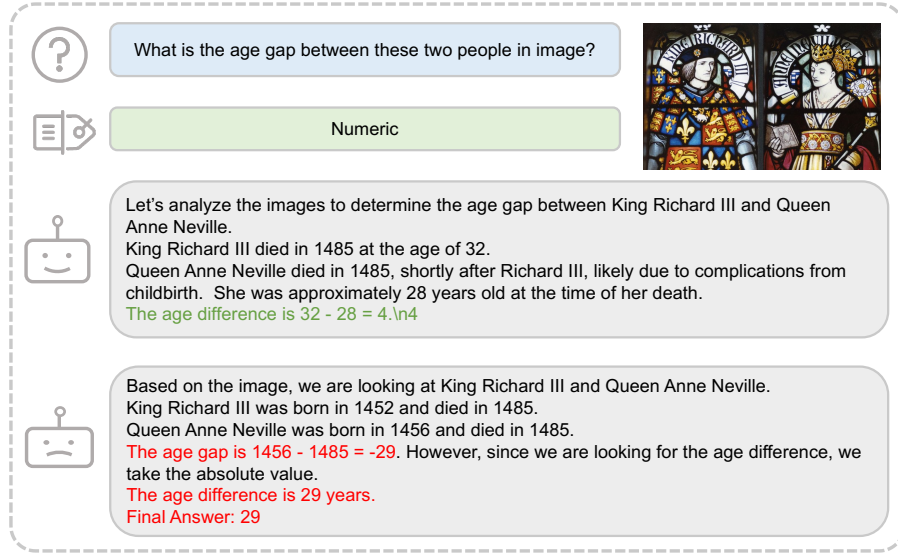 What is the age gap between these two people in image?
KING RICHARD III
Numeric
Let's analyze the images to determine the age gap between King Richard III and Queen
Anne Neville.
King Richard III died in 1485 at the age of 32.
Queen Anne Neville died in 1485, shortly after Richard III, likely due to complications from
childbirth. She was approximately 28 years old at the time of her death.
The age difference is 32 - 28 = 4.\n4
Based on the image, we are looking at King Richard III and Queen Anne Neville.
King Richard III was born in 1452 and died in 1485.
Queen Anne Neville was born in 1456 and died in 1485.
The age gap is 1456 - 1485 = -29. However, since we are looking for the age difference, we
take the absolute value.
The age difference is 29 years.
Final Answer: 29